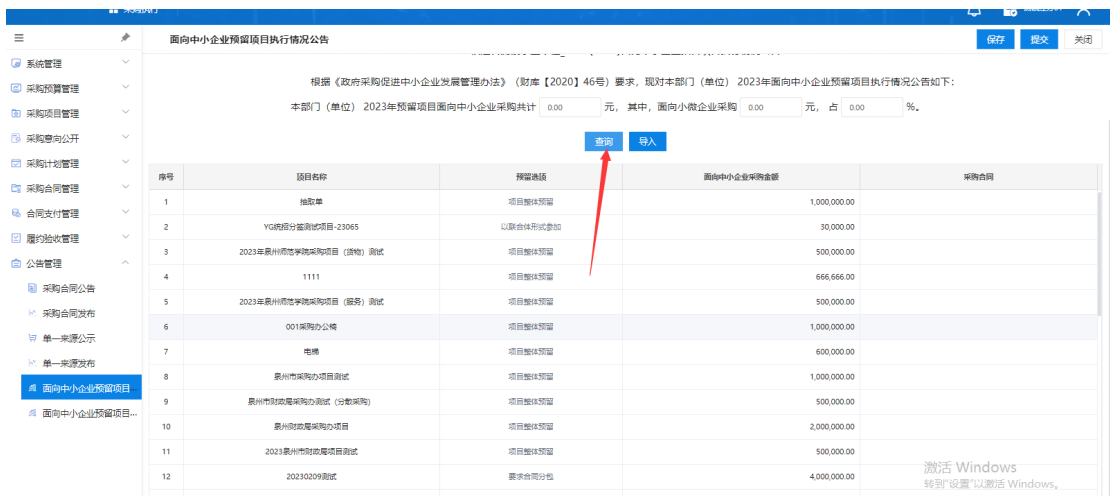 面向中小企业预留项目执行情况公告
保存 提交 关闭
系统管理
采购预算管理
采购项目管理
采购意向公开
采购计划管理
采购合同管理
合同支付管理
履约验收管理
公告管理
采购合同公告
采购合同发布
单一来源公示
单一来源发布
面向中小企业预留项目...
面向中小企业预留项目...
根据《政府采购促进中小企业发展管理办法》（财库【2020】46号）要求，现对本部门（单位） 2023年面向中小企业预留项目执行情况公告如下：
本部门（单位） 2023年预留项目面向中小企业采购共计 0.00 元， 其中，面向小微企业采购 0.00 元， 占 0.00 %。
查询 导入
序号 项目名称 预留选项 面向中小企业采购金额 采购合同
1 抽取单 项目整体预留 1,000,000.00
2 YG统招分签测试项目-23065 以联合体形式参加 30,000.00
3 2023年泉州师范学院采购项目（货物）测试 项目整体预留 500,000.00
4 1111 项目整体预留 666,666.00
5 2023年泉州师范学院采购项目（服务）测试 项目整体预留 500,000.00
6 001采购办公椅 项目整体预留 1,000,000.00
7 电梯 项目整体预留 600,000.00
8 泉州市采购办项目测试 项目整体预留 1,000,000.00
9 泉州市财政局采购办测试（分散采购） 项目整体预留 500,000.00
10 泉州财政局采购办项目 项目整体预留 2,000,000.00
11 2023泉州市财政局项目测试 项目整体预留 500,000.00
12 20230209测试 要求合同分包 4,000,000.00
激活 Windows
转到"设置"以激活 Windows。